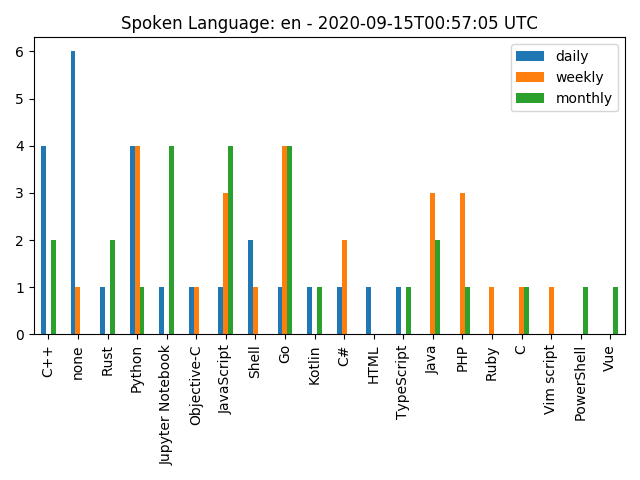 Spoken Language: en - 2020-09-15T00:57:05 UTC
daily
weekly
monthly
6
5
4
3
2
1
0
C++
none
Rust
Python
Jupyter Notebook
Objective-C
JavaScript
Shell
Go
Kotlin
C#
HTML
TypeScript
Java
PHP
Ruby
C
Vim script
PowerShell
Vue